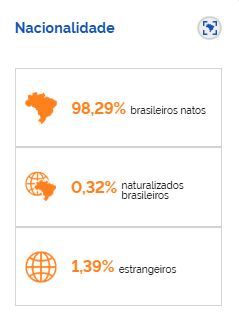 Nacionalidade
98,29% brasileiros natos
0,32% naturalizados
brasileiros
1,39% estrangeiros